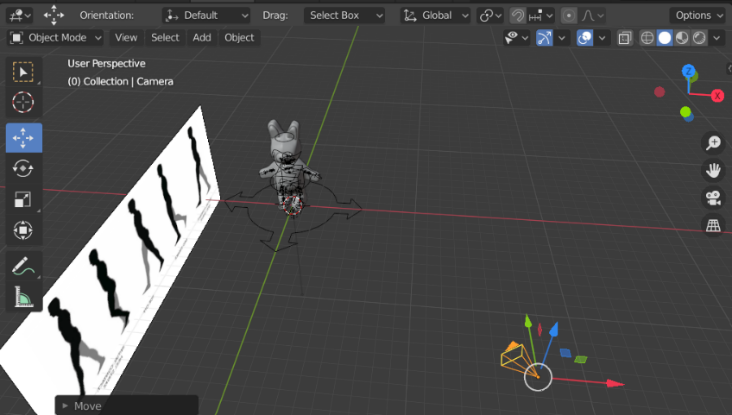 Orientation: Default Drag: Select Box Global Options
Object Mode View Select Add Object
User Perspective
(0) Collection | Camera
Z
X
Move